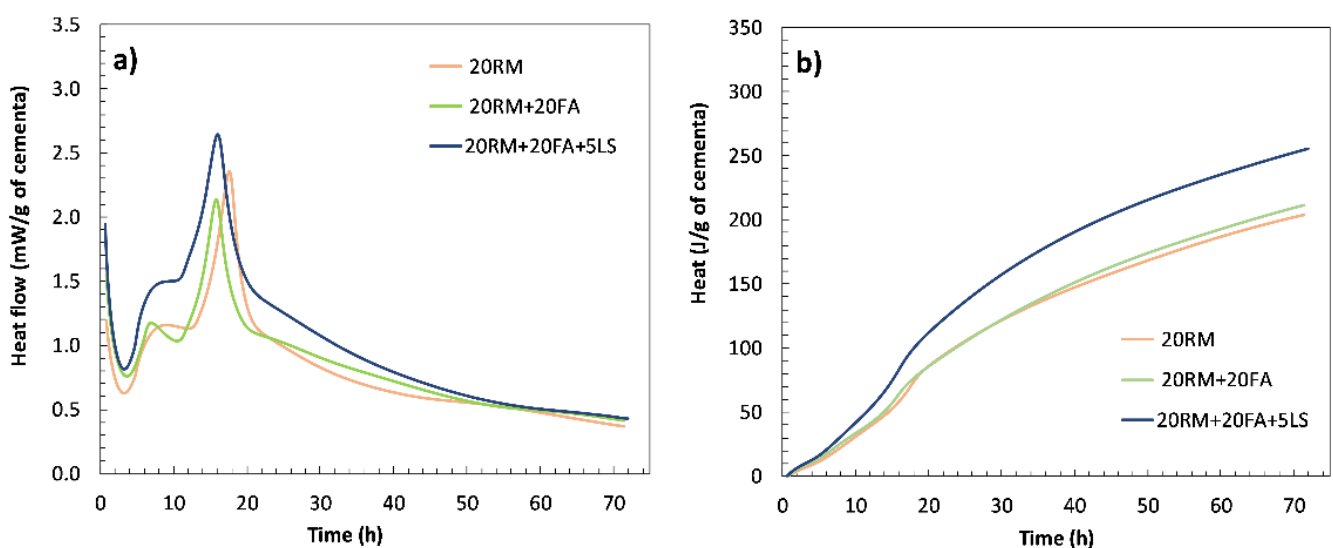 a)
Heat flow (mW/g of cementa)
3.5
3.0
2.5
2.0
1.5
1.0
0.5
0.0
20RM
20RM+20FA
20RM+20FA+5LS
0 10 20 30 40 50 60 70
Time (h)
b)
Heat (J/g of cementa)
350
300
250
200
150
100
50
0
20RM
20RM+20FA
20RM+20FA+5LS
0 10 20 30 40 50 60 70
Time (h)